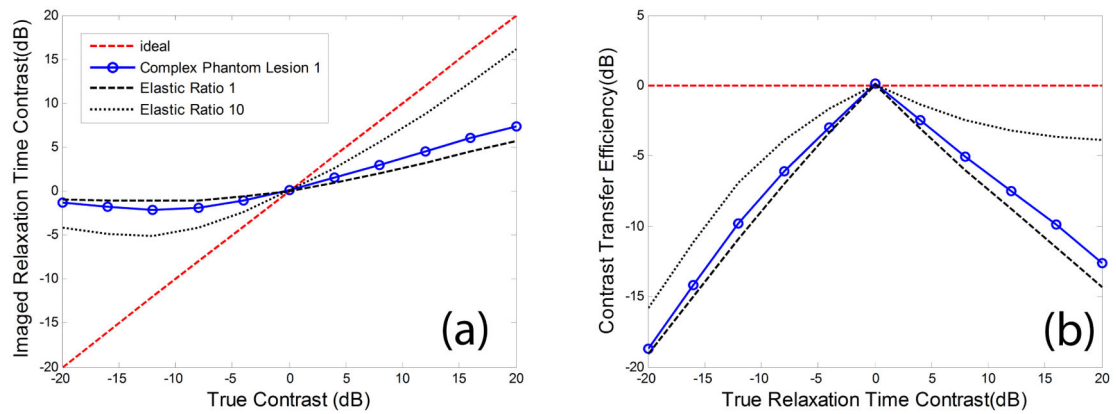 20
15
10
5
0
-5
-10
-15
-20
-20 -15 -10 -5 0 5 10 15 20
Imaged Relaxation Time Contrast(dB)
True Contrast (dB)
ideal
Complex Phantom Lesion 1
Elastic Ratio 1
Elastic Ratio 10
(a)
5
0
-5
-10
-15
-20
-20 -15 -10 -5 0 5 10 15 20
Contrast Transfer Efficiency(dB)
True Relaxation Time Contrast(dB)
(b)